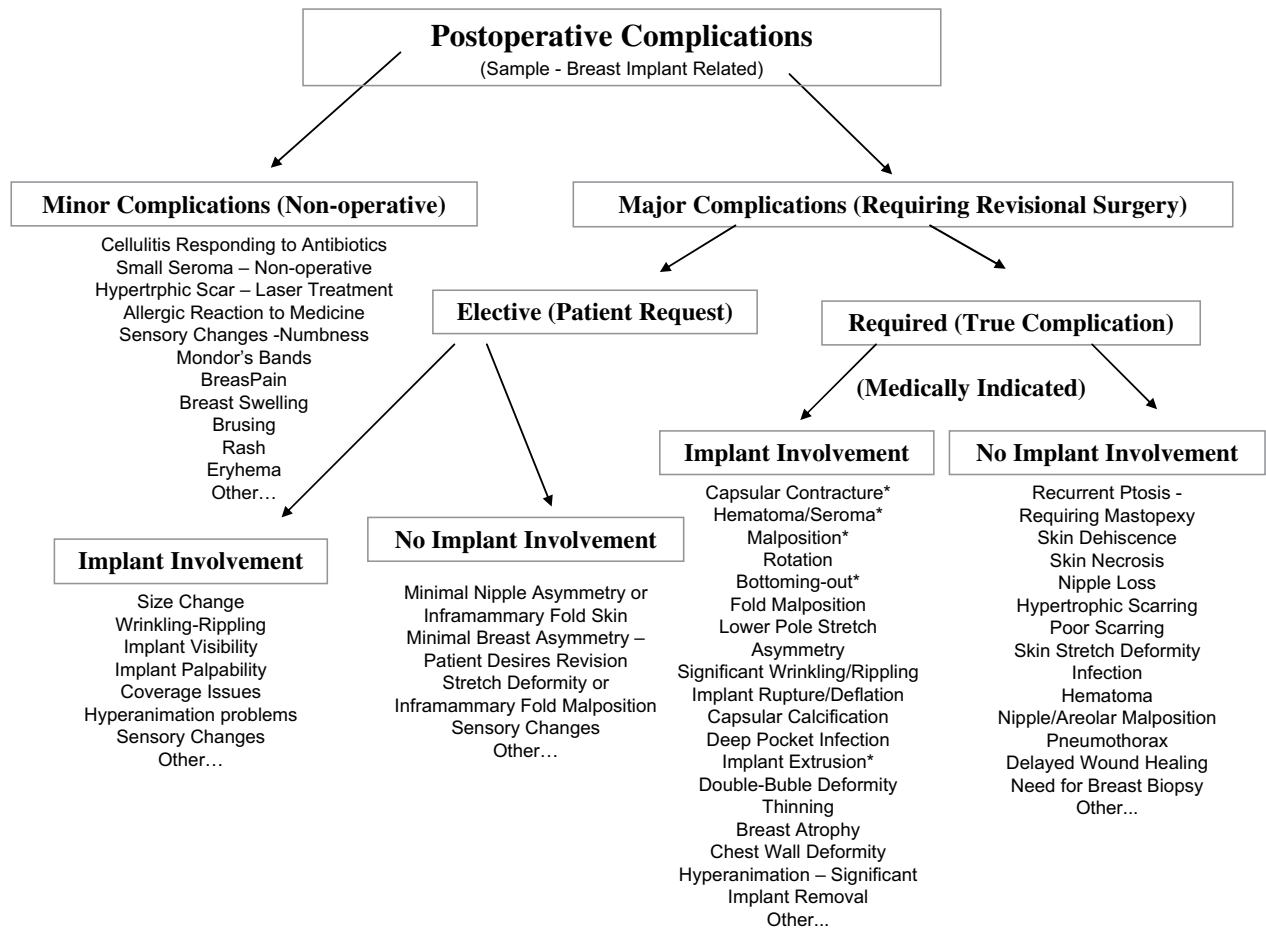 Postoperative Complications
(Sample - Breast Implant Related)
Minor Complications (Non-operative)
Cellulitis Responding to Antibiotics
Small Seroma – Non-operative
Hypertrphic Scar – Laser Treatment
Allergic Reaction to Medicine
Sensory Changes -Numbness
Mondor's Bands
BreasPain
Breast Swelling
Brusing
Rash
Eryhema
Other…
Major Complications (Requiring Revisional Surgery)
Elective (Patient Request)
Implant Involvement
Size Change
Wrinkling-Rippling
Implant Visibility
Implant Palpability
Coverage Issues
Hyperanimation problems
Sensory Changes
Other…
No Implant Involvement
Minimal Nipple Asymmetry or
Inframammary Fold Skin
Minimal Breast Asymmetry –
Patient Desires Revision
Stretch Deformity or
Inframammary Fold Malposition
Sensory Changes
Other…
Required (True Complication)
(Medically Indicated)
Implant Involvement
Capsular Contracture*
Hematoma/Seroma*
Malposition*
Rotation
Bottoming-out*
Fold Malposition
Lower Pole Stretch
Asymmetry
Significant Wrinkling/Rippling
Implant Rupture/Deflation
Capsular Calcification
Deep Pocket Infection
Implant Extrusion*
Double-Buble Deformity
Thinning
Breast Atrophy
Chest Wall Deformity
Hyperanimation – Significant
Implant Removal
Other...
No Implant Involvement
Recurrent Ptosis -
Requiring Mastopexy
Skin Dehiscence
Skin Necrosis
Nipple Loss
Hypertrophic Scarring
Poor Scarring
Skin Stretch Deformity
Infection
Hematoma
Nipple/Areolar Malposition
Pneumothorax
Delayed Wound Healing
Need for Breast Biopsy
Other...